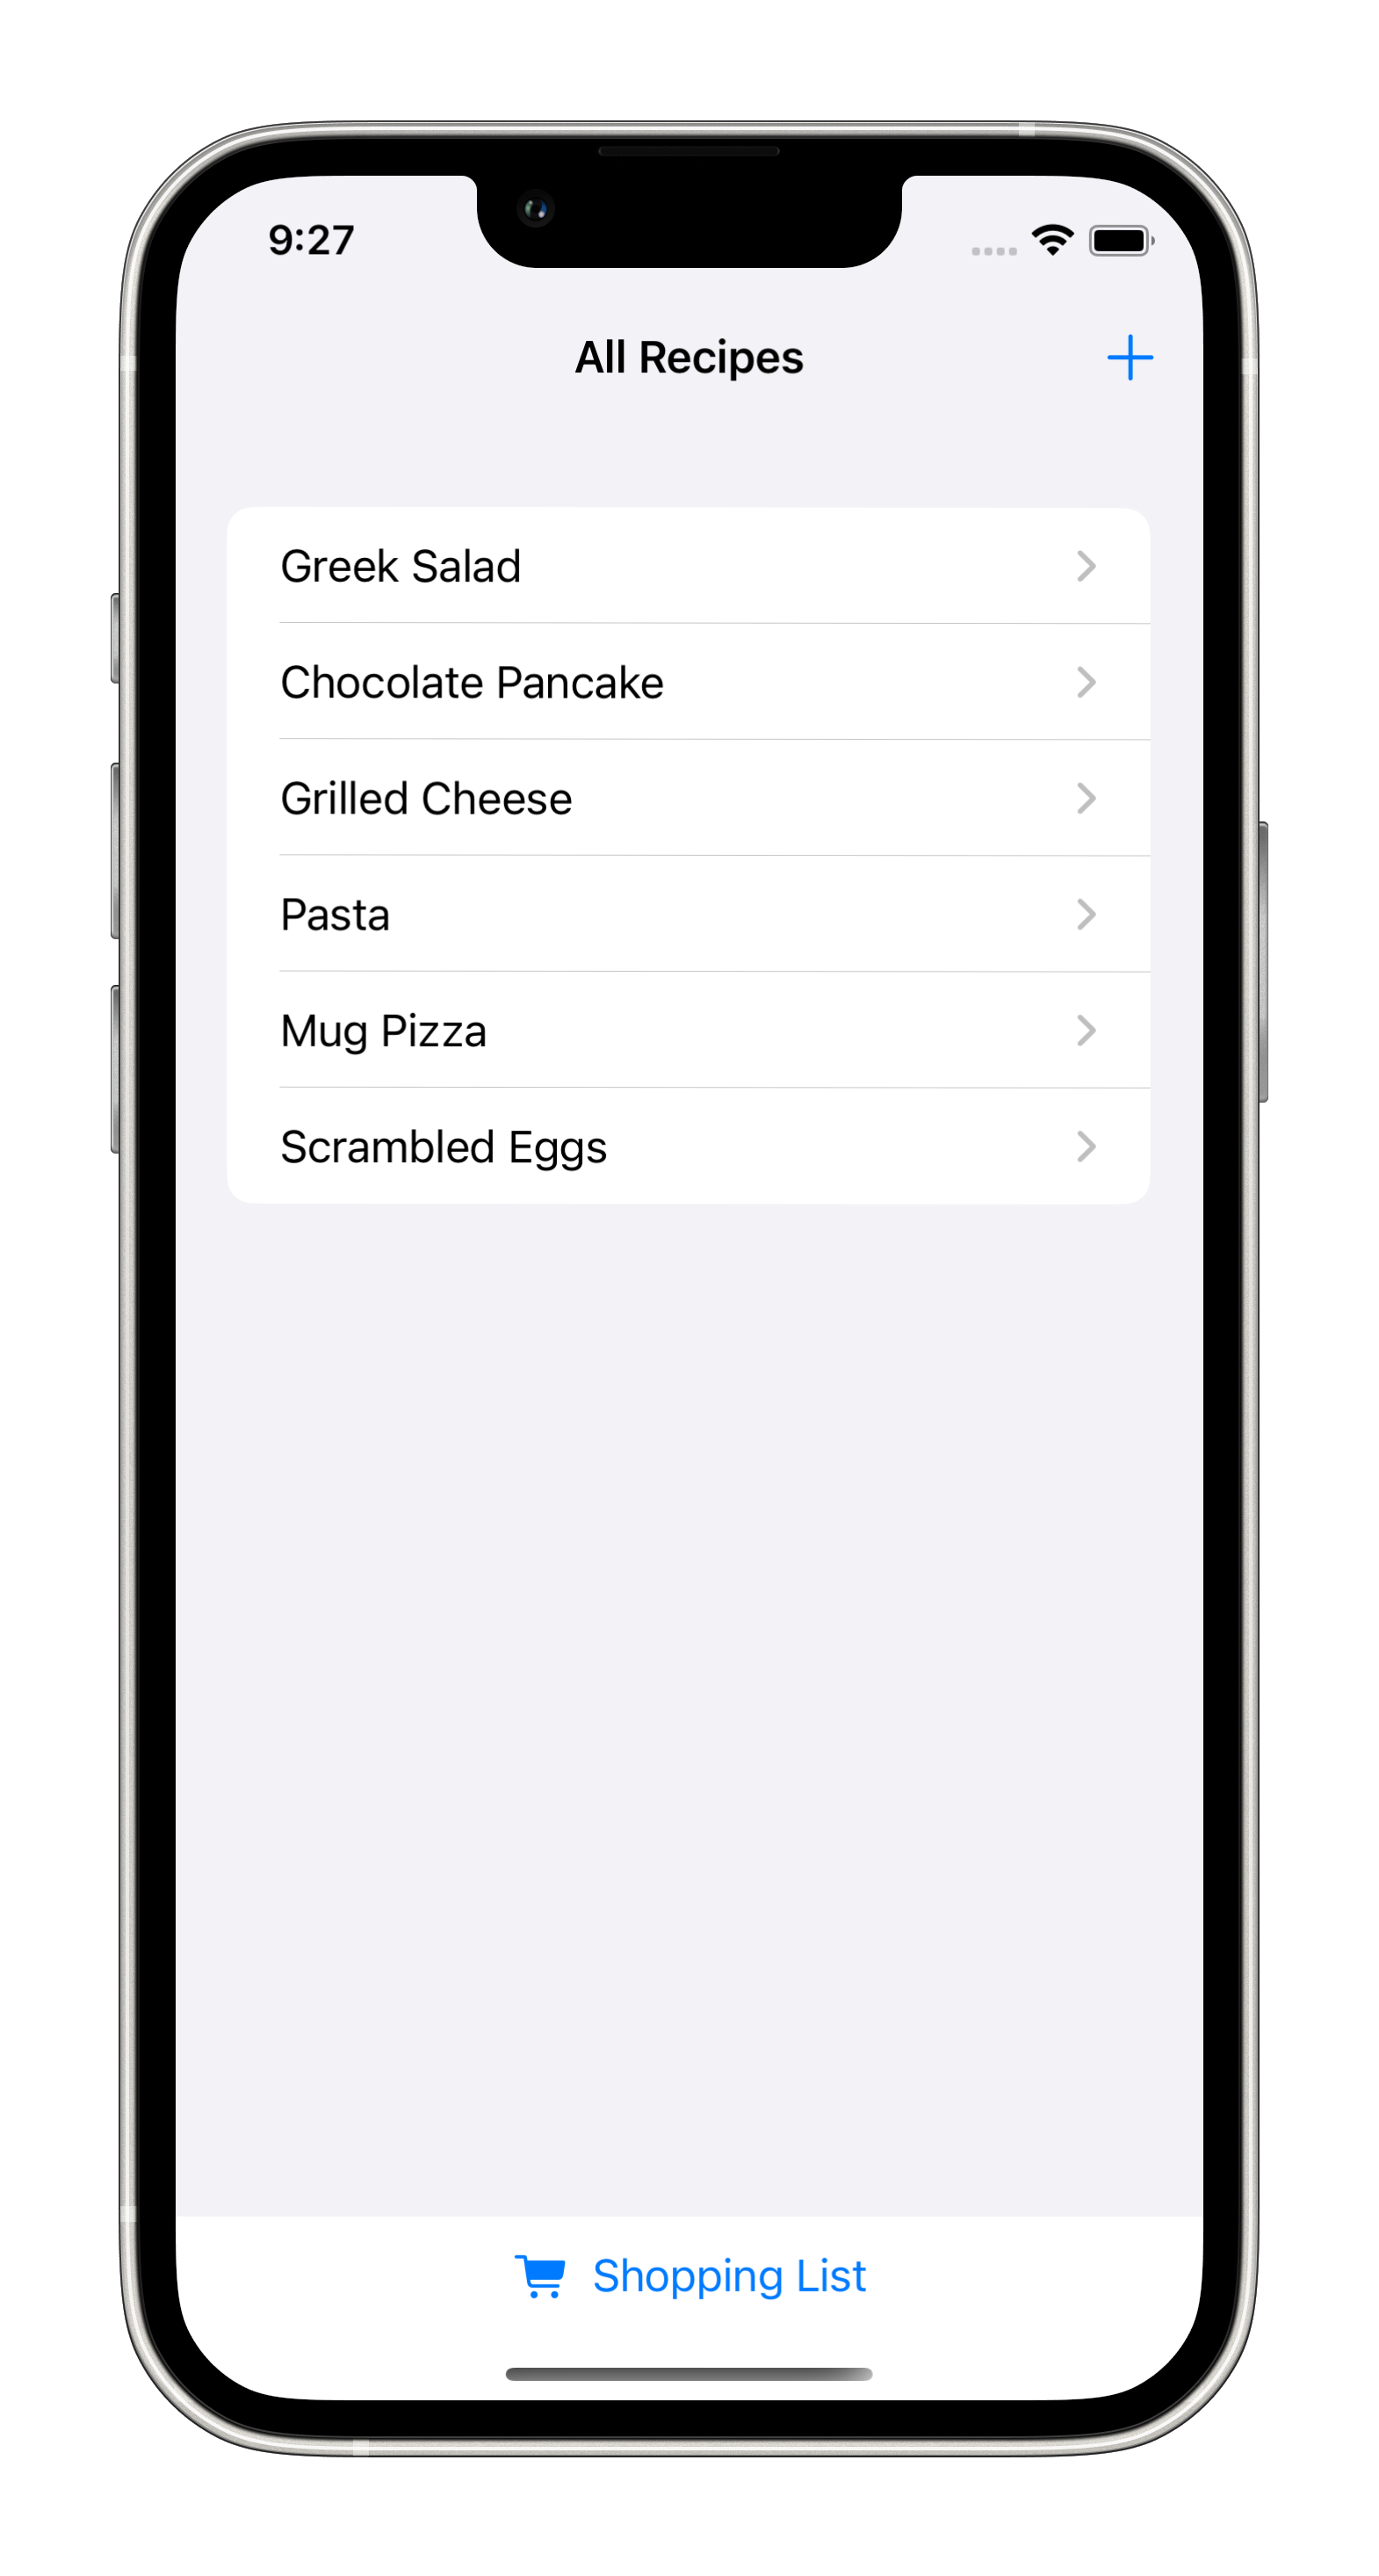 9:27
All Recipes
Greek Salad
Chocolate Pancake
Grilled Cheese
Pasta
Mug Pizza
Scrambled Eggs
Shopping List